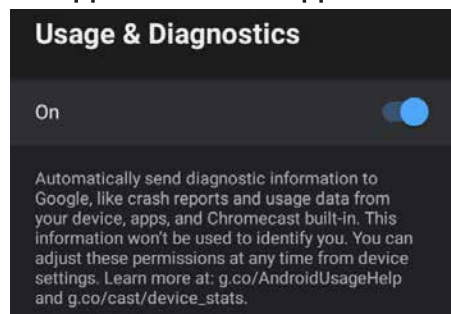 Usage & Diagnostics
On
Automatically send diagnostic information to
Google, like crash reports and usage data from
your device, apps, and Chromecast built-in. This
information won't be used to identify you. You can
adjust these permissions at any time from device
settings. Learn more at: g.co/AndroidUsageHelp
and g.co/cast/device_stats.